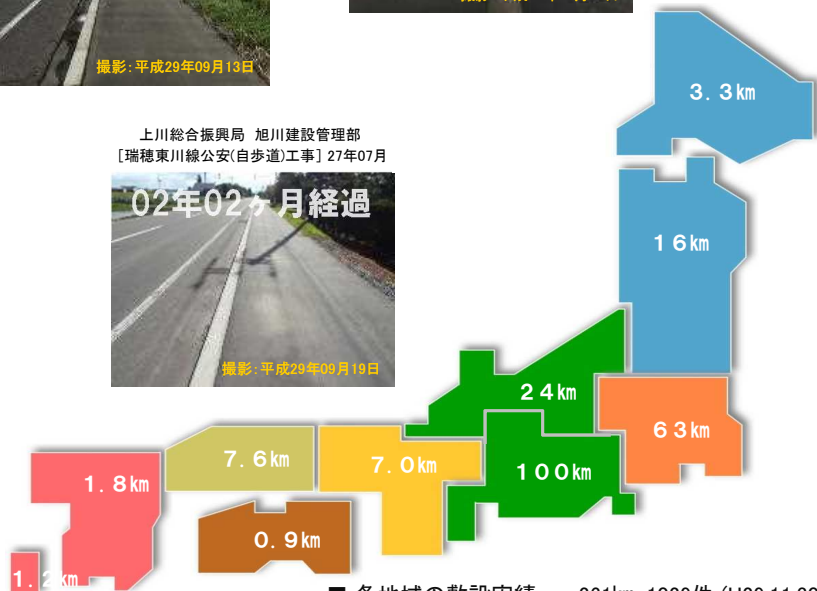 撮影:平成29年09月13日
上川総合振興局 旭川建設管理部
[瑞穂東川線公安(自歩道)工事] 27年07月
02年02ヶ月経過
撮影:平成29年09月19日
3.3km
16km
24km
63km
7.6km
7.0km
100km
1.8km
0.9km
1.2km